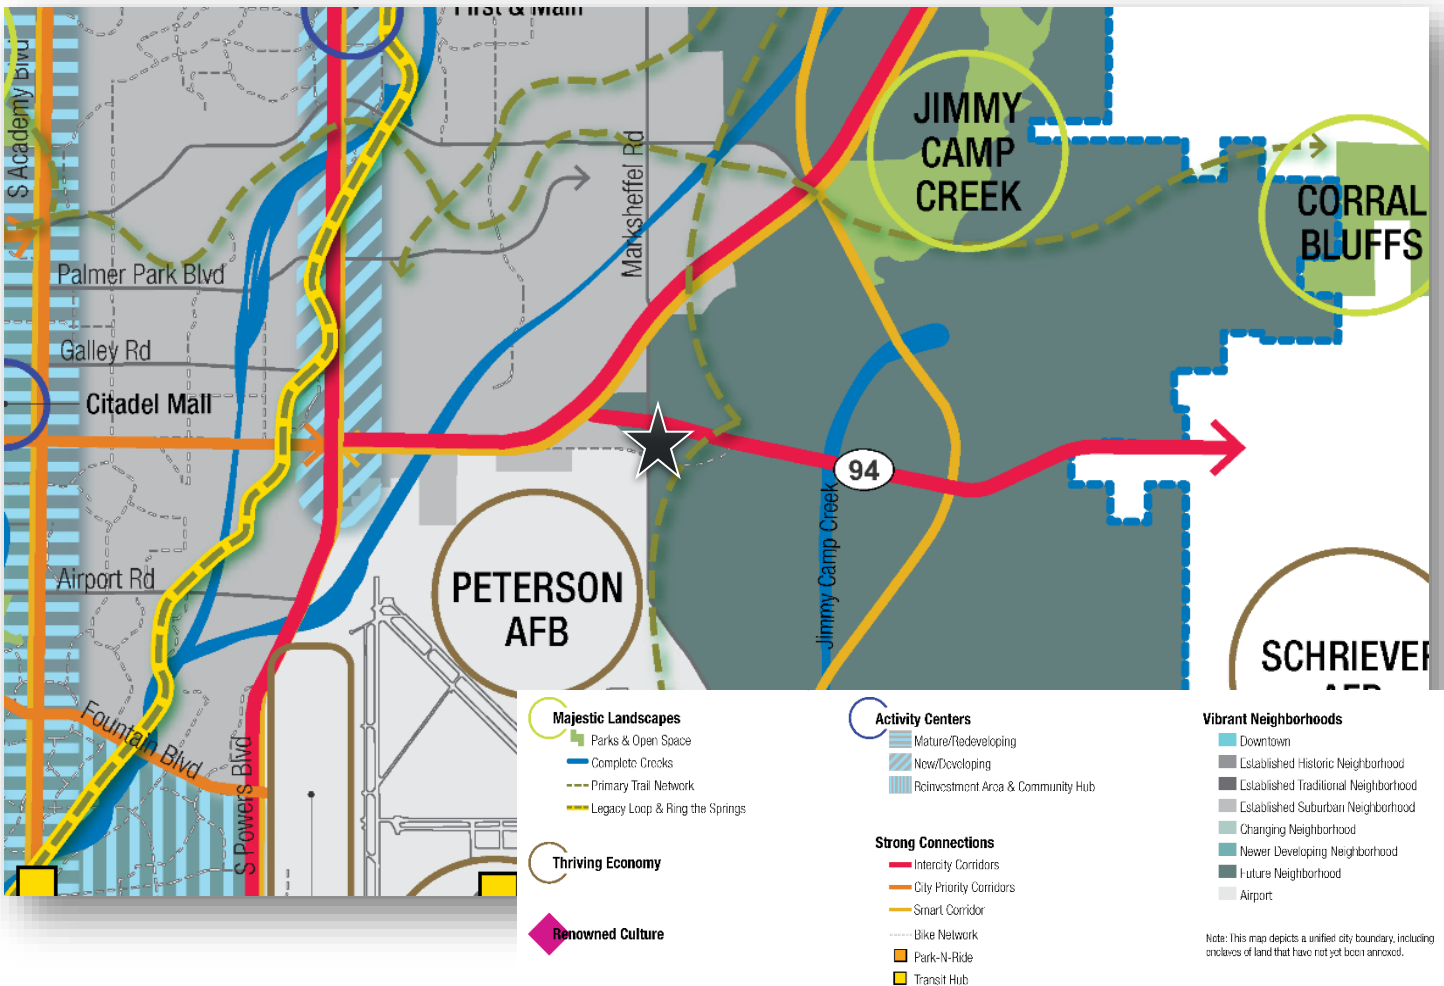 First & Main
S Academy Blvd
JIMMY
CAMP
CREEK
Marksheffel Rd
CORRAL
BLUFFS
Palmer Park Blvd
Galley Rd
Citadel Mall
94
Jimmy Camp Creek
Airport Rd
PETERSON
AFB
SCHRIEVER
AFB
Fountain Blvd
S Powers Blvd
Majestic Landscapes
Parks & Open Space
Complete Creeks
Primary Trail Network
Legacy Loop & Ring the Springs
Thriving Economy
Renowned Culture
Activity Centers
Mature/Redeveloping
New/Developing
Reinvestment Area & Community Hub
Strong Connections
Intercity Corridors
City Priority Corridors
Smart Corridor
Bike Network
Park-N-Ride
Transit Hub
Vibrant Neighborhoods
Downtown
Established Historic Neighborhood
Established Traditional Neighborhood
Established Suburban Neighborhood
Changing Neighborhood
Newer Developing Neighborhood
Future Neighborhood
Airport
Note: This map depicts a unified city boundary, including
enclaves of land that have not yet been annexed.